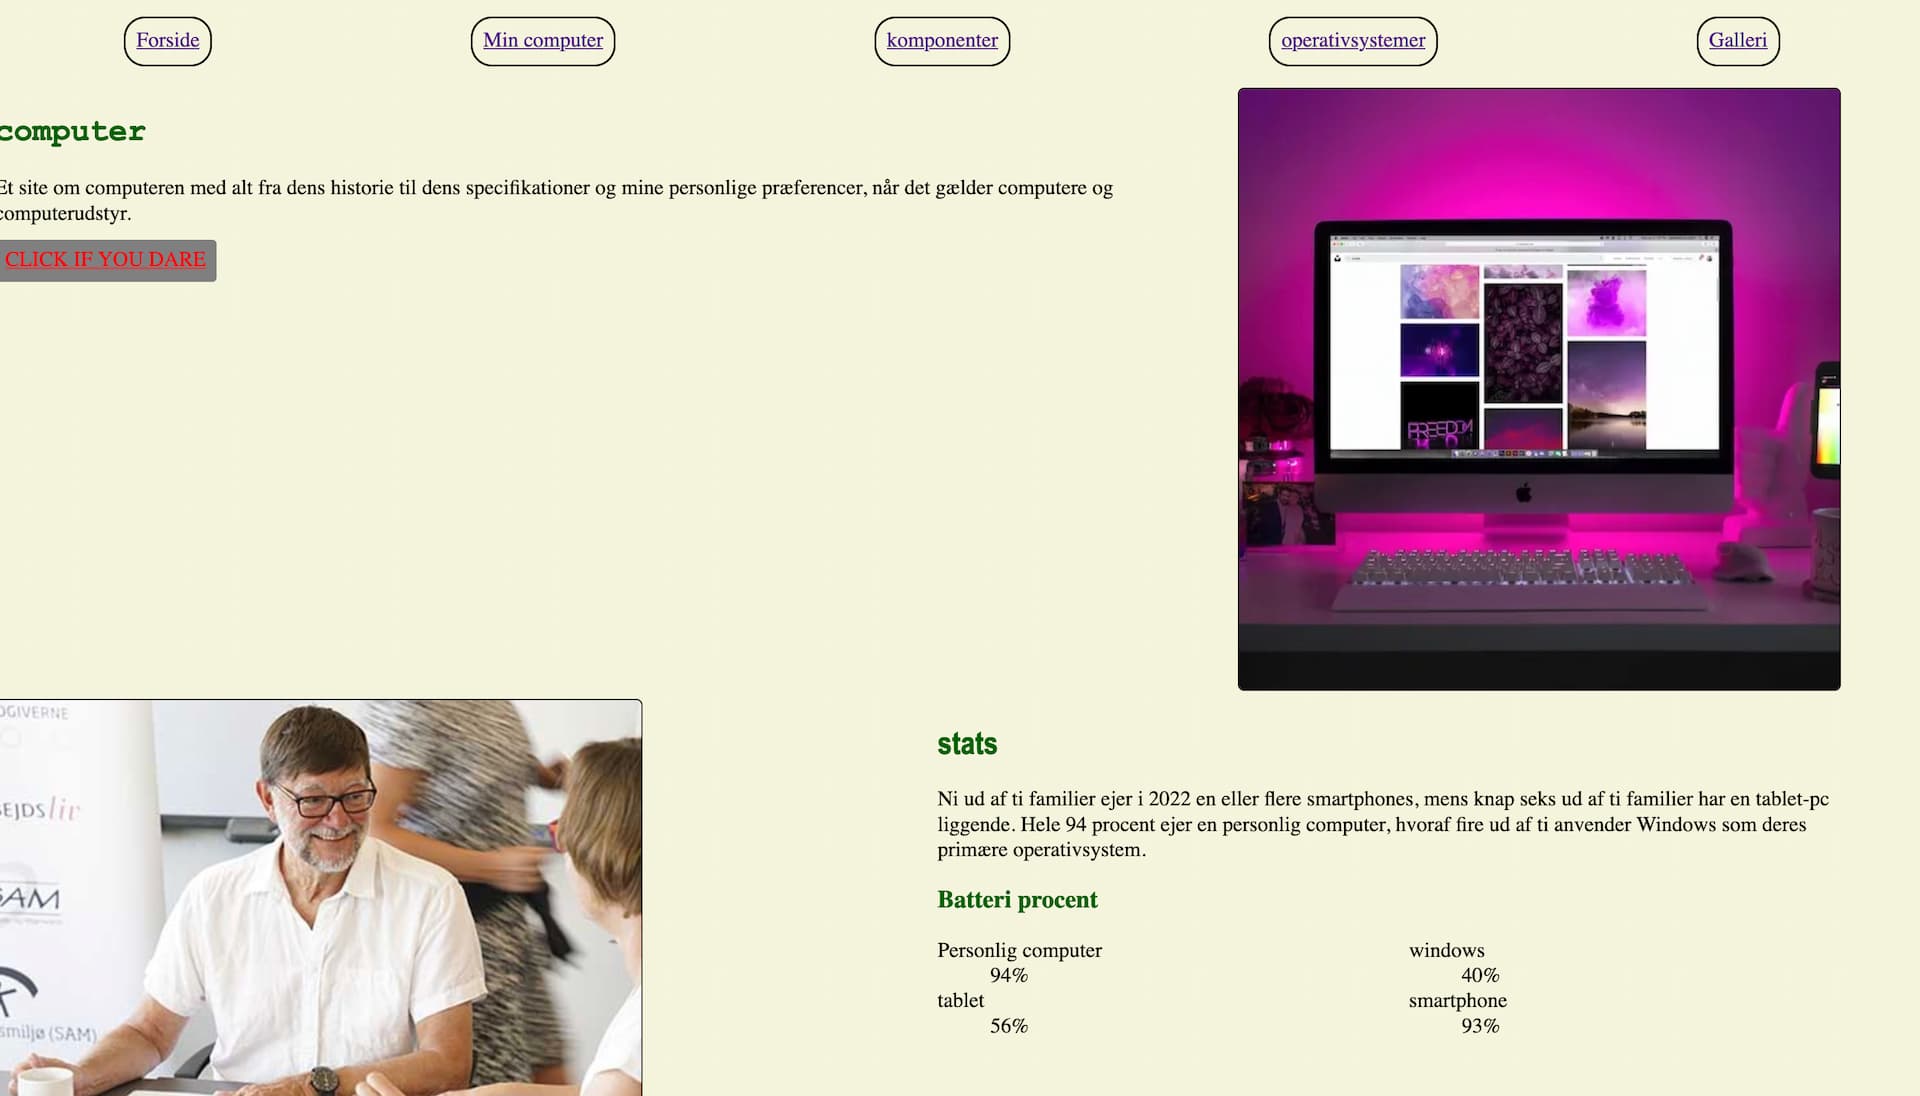 Forside
Min computer
komponenter
operativsystemer
Galleri
computer
Et site om computeren med alt fra dens historie til dens specifikationer og mine personlige præferencer, når det gælder computere og
computerudstyr.
CLICK IF YOU DARE
FREEDOM
OGIVERNE
EJDSliv
SAM
smiljø (SAM)
stats
Ni ud af ti familier ejer i 2022 en eller flere smartphones, mens knap seks ud af ti familier har en tablet-pc
liggende. Hele 94 procent ejer en personlig computer, hvoraf fire ud af ti anvender Windows som deres
primære operativsystem.
Batteri procent
Personlig computer
94%
tablet
56%
windows
40%
smartphone
93%